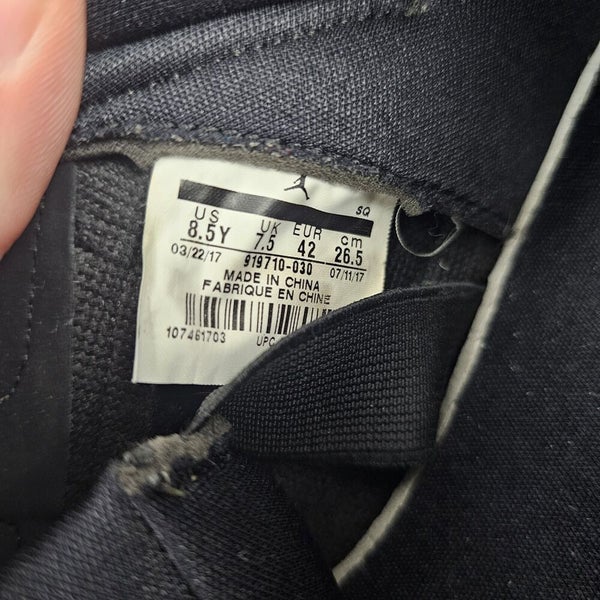 SQ
US UK EUR cm
8.5Y 7.5 42 26.5
03/22/17 919710-030 07/11/17
MADE IN CHINA
FABRIQUE EN CHINE
107461703 UPC